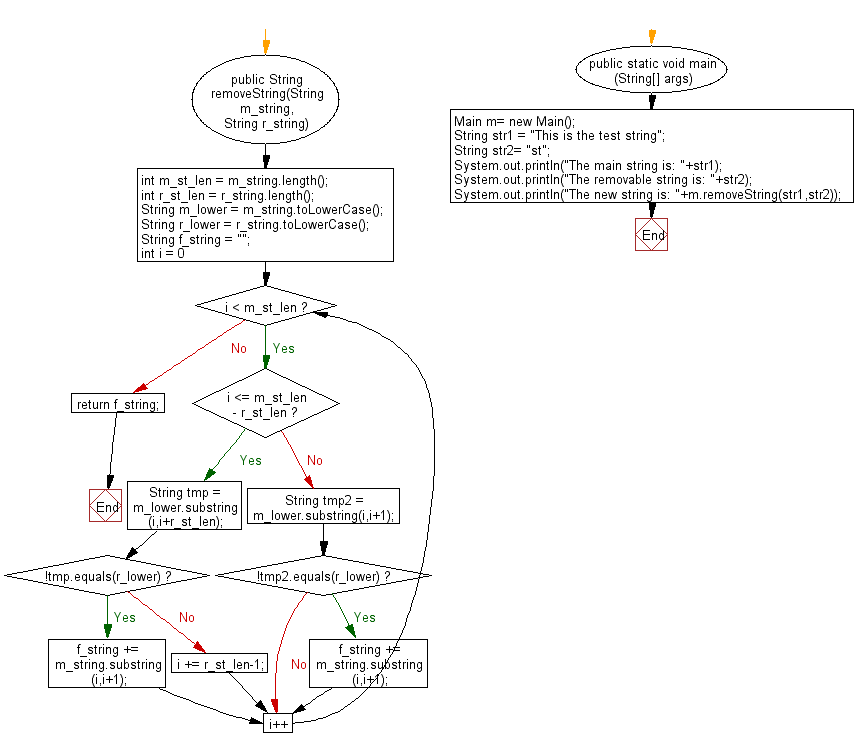 public String
removeString(String
m_string,
String r_string)
int m_st_len = m_string.length();
int r_st_len = r_string.length();
String m_lower = m_string.toLowerCase();
String r_lower = r_string.toLowerCase();
String f_string = "";
int i = 0
i < m_st_len ?
No
Yes
return f_string;
End
i <= m_st_len
- r_st_len ?
Yes
No
String tmp =
m_lower.substring
(i,i+r_st_len);
String tmp2 =
m_lower.substring(i,i+1);
!tmp.equals(r_lower) ?
!tmp2.equals(r_lower) ?
Yes
No
Yes
f_string +=
m_string.substring
(i,i+1);
i += r_st_len-1;
No
f_string +=
m_string.substring
(i,i+1);
i++
public static void main
(String[] args)
Main m= new Main();
String str1 = "This is the test string";
String str2= "st";
System.out.println("The main string is: "+str1);
System.out.println("The removable string is: "+str2);
System.out.println("The new string is: "+m.removeString(str1,str2));
End